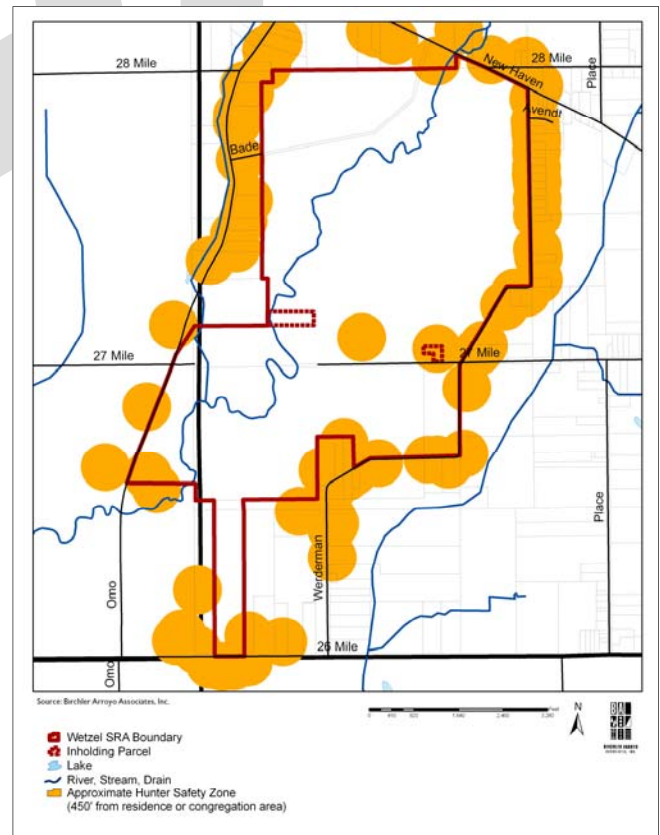 28 Mile
28 Mile
New Haven
Place
Avendt
Bade
27 Mile
27 Mile
Werderman
Place
Omo
26 Mile
Omo
Source: Birchler Arroyo Associates, Inc.
Feet
N
Wetzel SRA Boundary
Inholding Parcel
Lake
River, Stream, Drain
Approximate Hunter Safety Zone
(450' from residence or congregation area)